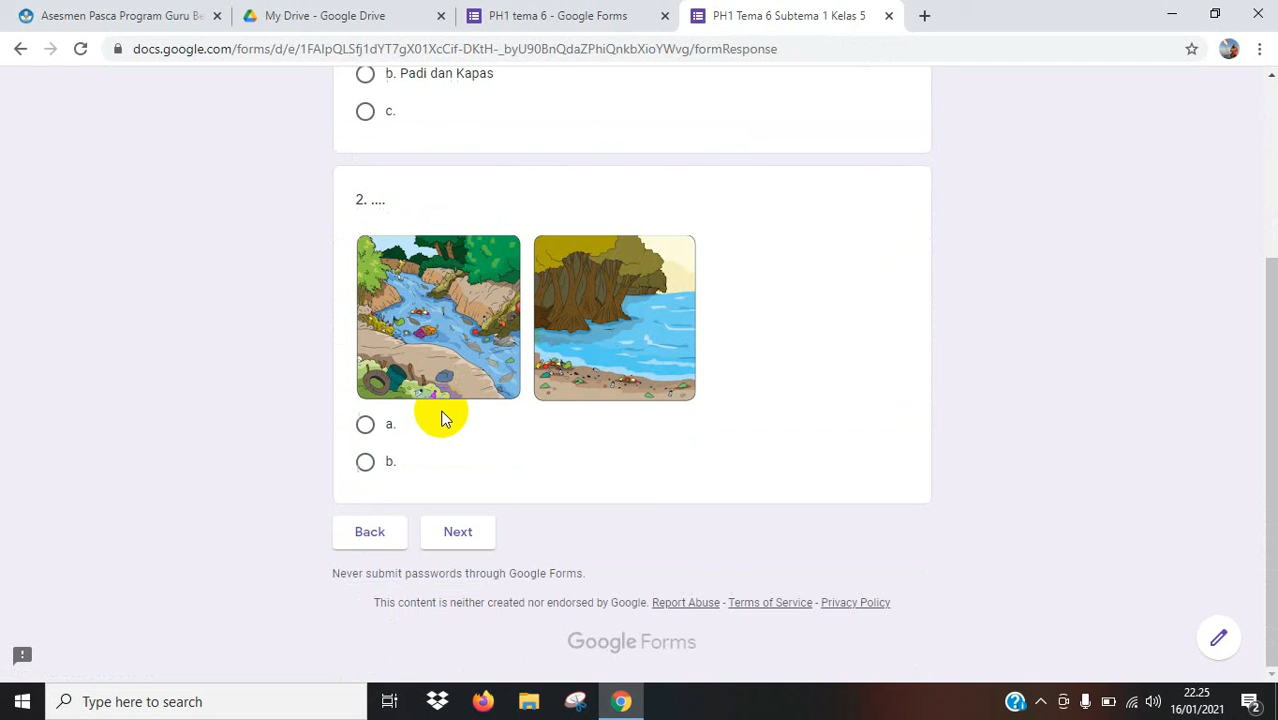 Asesmen Pasca Program Guru Be
My Drive - Google Drive
PH1 tema 6 - Google Forms
PH1 Tema 6 Subtema 1 Kelas 5
docs.google.com/forms/d/e/1FAIpQLSfj1dYT7gX01XcCif-DKtH-_byU90BnQdaZPhiQnkbXioYWvg/formResponse
b. Padi dan Kapas
c.
2. ....
a.
b.
Back
Next
Never submit passwords through Google Forms.
This content is neither created nor endorsed by Google. Report Abuse - Terms of Service - Privacy Policy
Google Forms
Type here to search
22.25
16/01/2021
2